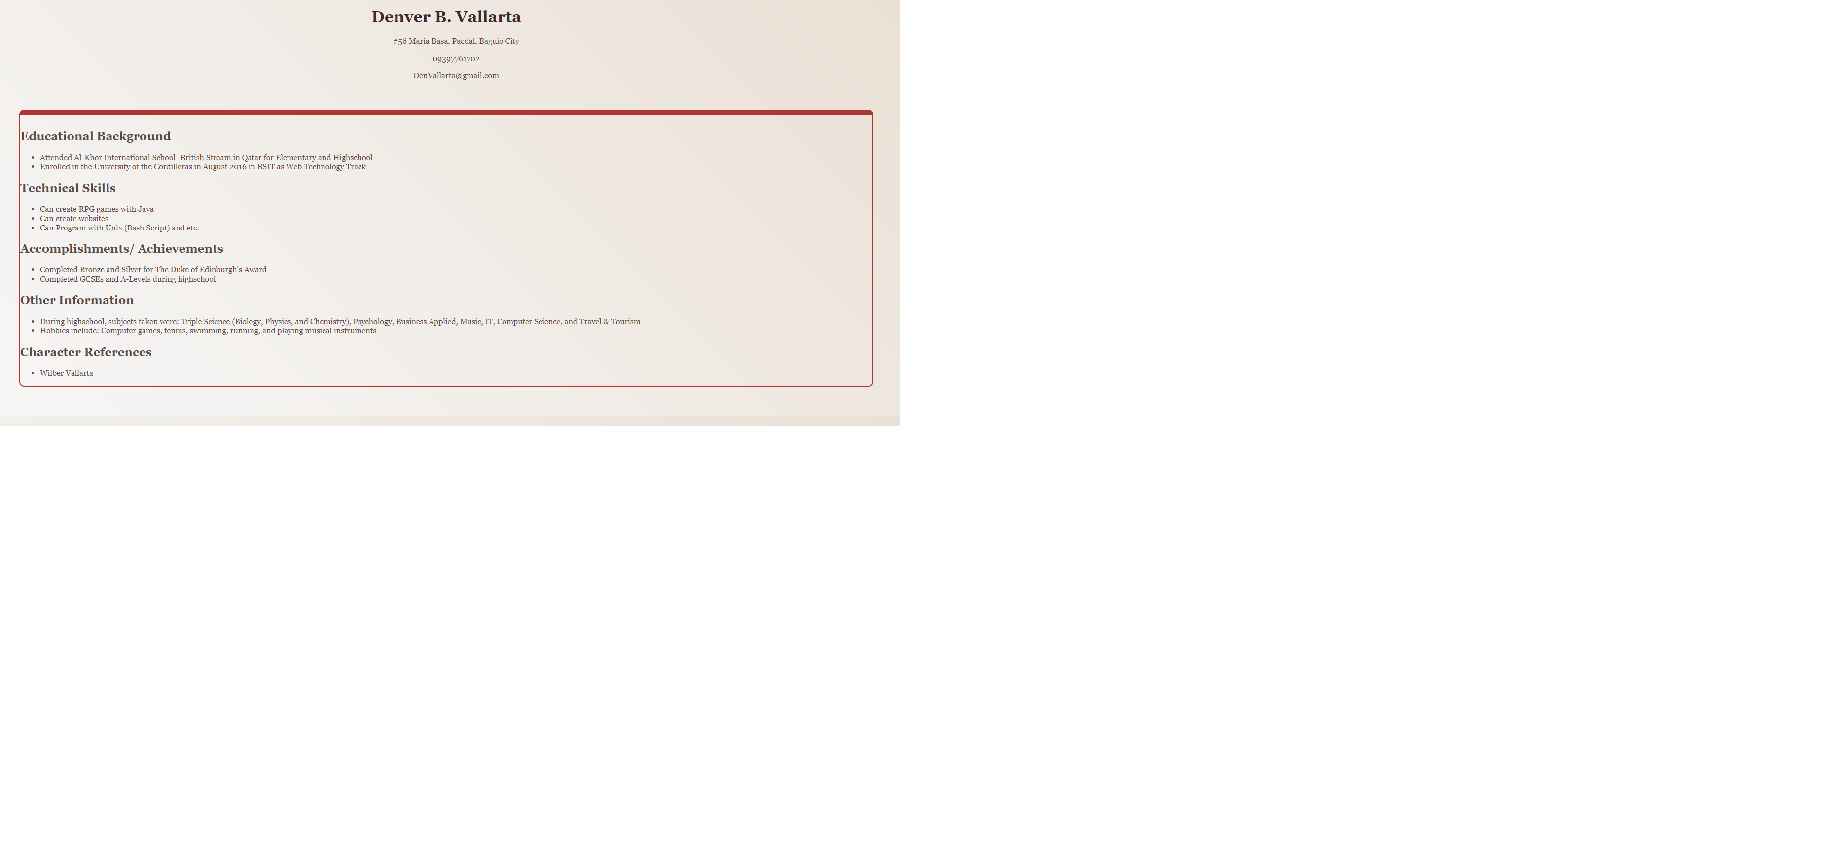 Denver B. Vallarta
#56 Maria Basa, Pacdal, Baguio City
09397761702
DenVallarta@gmail.com
Educational Background
• Attended Al-Khor International School- British Stream in Qatar for Elementary and Highschool
• Enrolled in the University of the Cordilleras in August 2016 in BSIT as Web Technology Track
Technical Skills
• Can create RPG games with Java
• Can create websites
• Can Program with Unix (Bash Script) and etc.
Accomplishments/ Achievements
• Completed Bronze and Silver for The Duke of Edinburgh's Award
• Completed GCSEs and A-Levels during highschool
Other Information
• During highschool, subjects taken were: Triple Science (Biology, Physics, and Chemistry), Psychology, Business Applied, Music, IT, Computer Science, and Travel & Tourism
• Hobbies include: Computer games, tennis, swimming, running, and playing musical instruments
Character References
• Wilber Vallarta